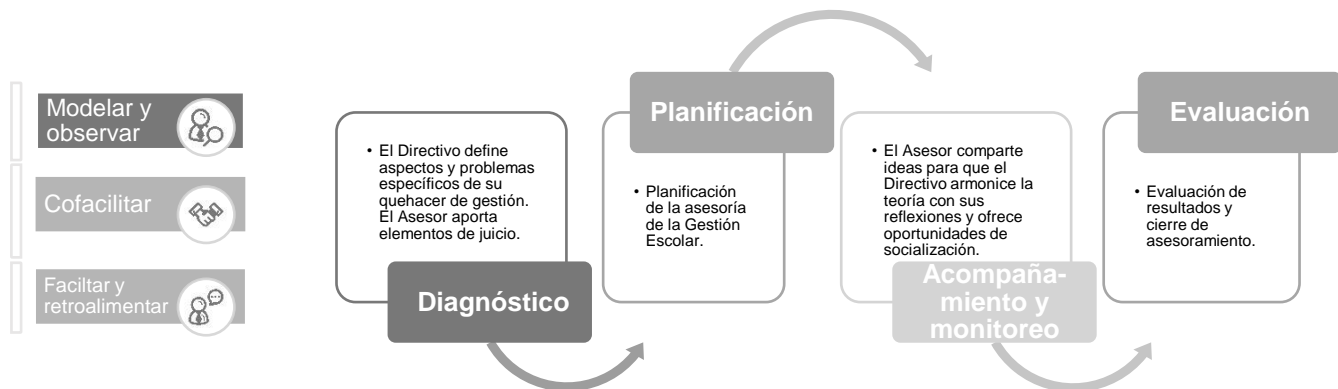 Modelar y
observar
Cofacilitar
Faciltar y
retroalimentar
• El Directivo define
aspectos y problemas
específicos de su
quehacer de gestión.
El Asesor aporta
elementos de juicio.
Diagnóstico
Planificación
• Planificación
de la asesoría
de la Gestión
Escolar.
• El Asesor comparte
ideas para que el
Directivo armonice la
teoría con sus
reflexiones y ofrece
oportunidades de
socialización.
Acompaña-
miento y
monitoreo
Evaluación
• Evaluación de
resultados y
cierre de
asesoramiento.